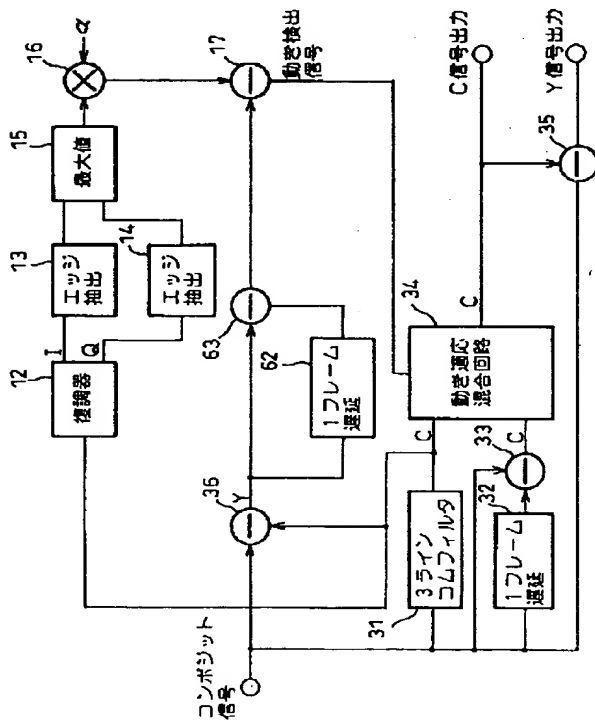 コンポジット
信号
12
復調器
I
Q
13
エッジ
抽出
14
エッジ
抽出
15
最大値
16
α
17
動き検出
信号
36
Y
62
1フレーム
遅延
63
31
3ライン
コムフィルタ
C
32
1フレーム
遅延
33
C
34
動き適応
混合回路
C
35
C信号出力
Y信号出力